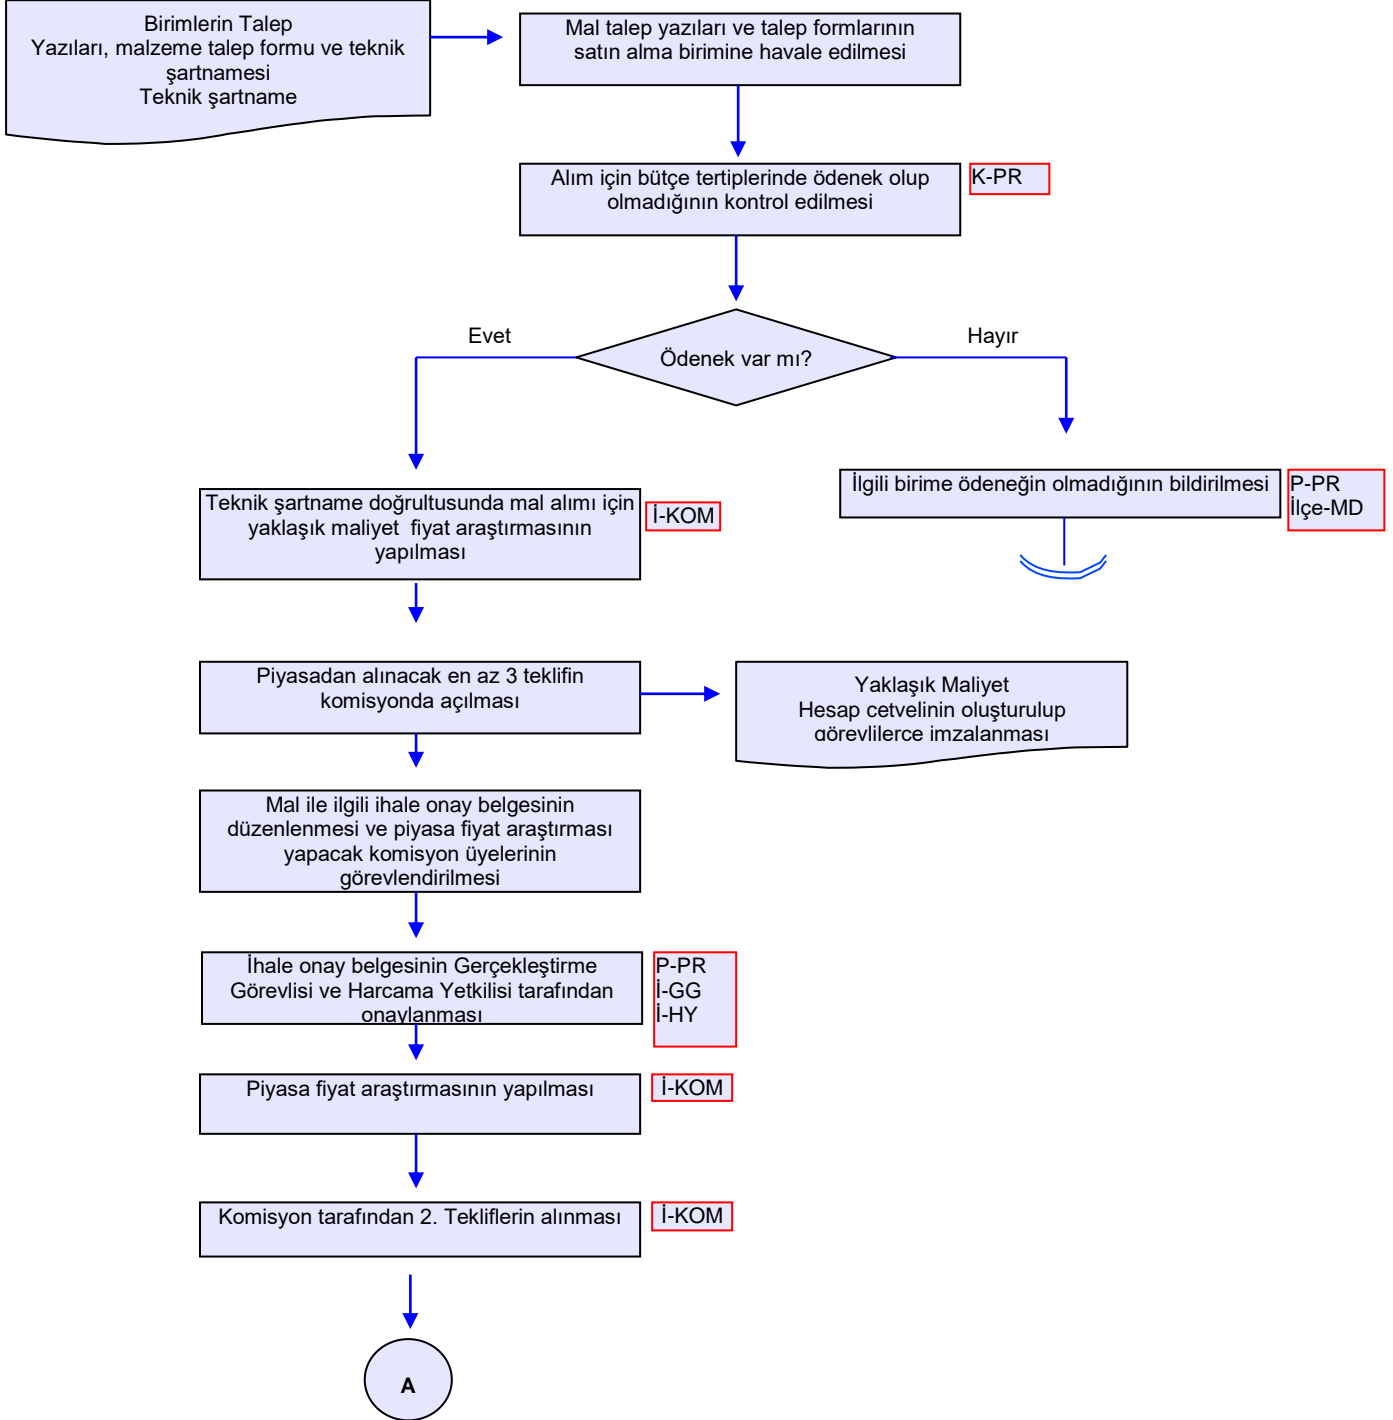 Birimlerin Talep
Yazıları, malzeme talep formu ve teknik
şartnamesi
Teknik şartname
Mal talep yazıları ve talep formlarının
satın alma birimine havale edilmesi
Alım için bütçe tertiplerinde ödenek olup
olmadığının kontrol edilmesi
K-PR
Evet
Ödenek var mı?
Hayır
İlgili birime ödeneğin olmadığının bildirilmesi
P-PR
İlçe-MD
Teknik şartname doğrultusunda mal alımı için
yaklaşık maliyet fiyat araştırmasının
yapılması
İ-KOM
Piyasadan alınacak en az 3 teklifin
komisyonda açılması
Yaklaşık Maliyet
Hesap cetvelinin oluşturulup
görevlilerce imzalanması
Mal ile ilgili ihale onay belgesinin
düzenlenmesi ve piyasa fiyat araştırması
yapacak komisyon üyelerinin
görevlendirilmesi
İhale onay belgesinin Gerçekleştirme
Görevlisi ve Harcama Yetkilisi tarafından
onaylanması
P-PR
İ-GG
İ-HY
Piyasa fiyat araştırmasının yapılması
İ-KOM
Komisyon tarafından 2. Tekliflerin alınması
İ-KOM
A